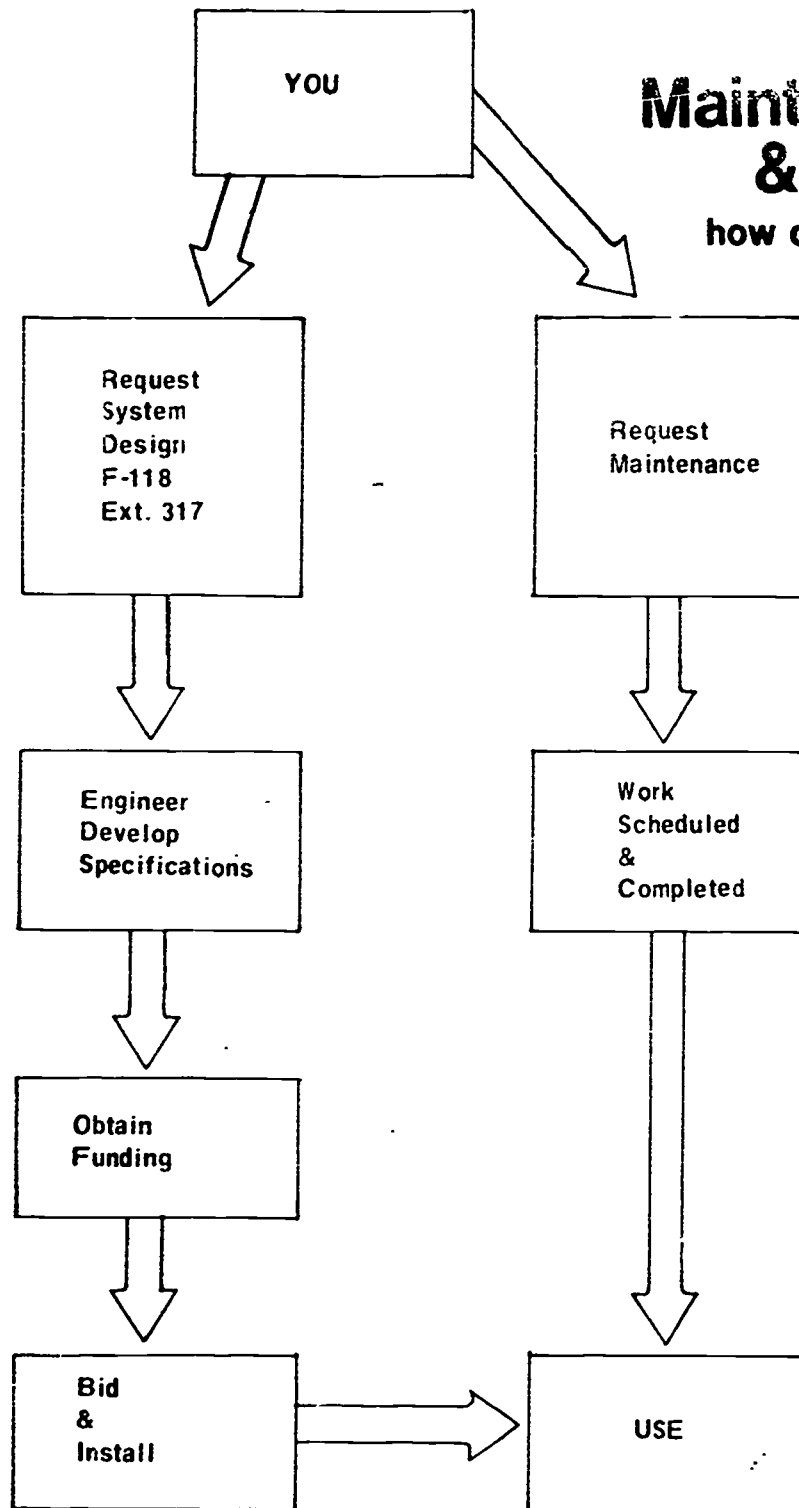 YOU
&
how
Request
System
Design
F-118
Ext. 317
Request
Maintenance
Engineer
Develop
Specifications
Work
Scheduled
&
Completed
Obtain
Funding
Bid
&
Install
USE